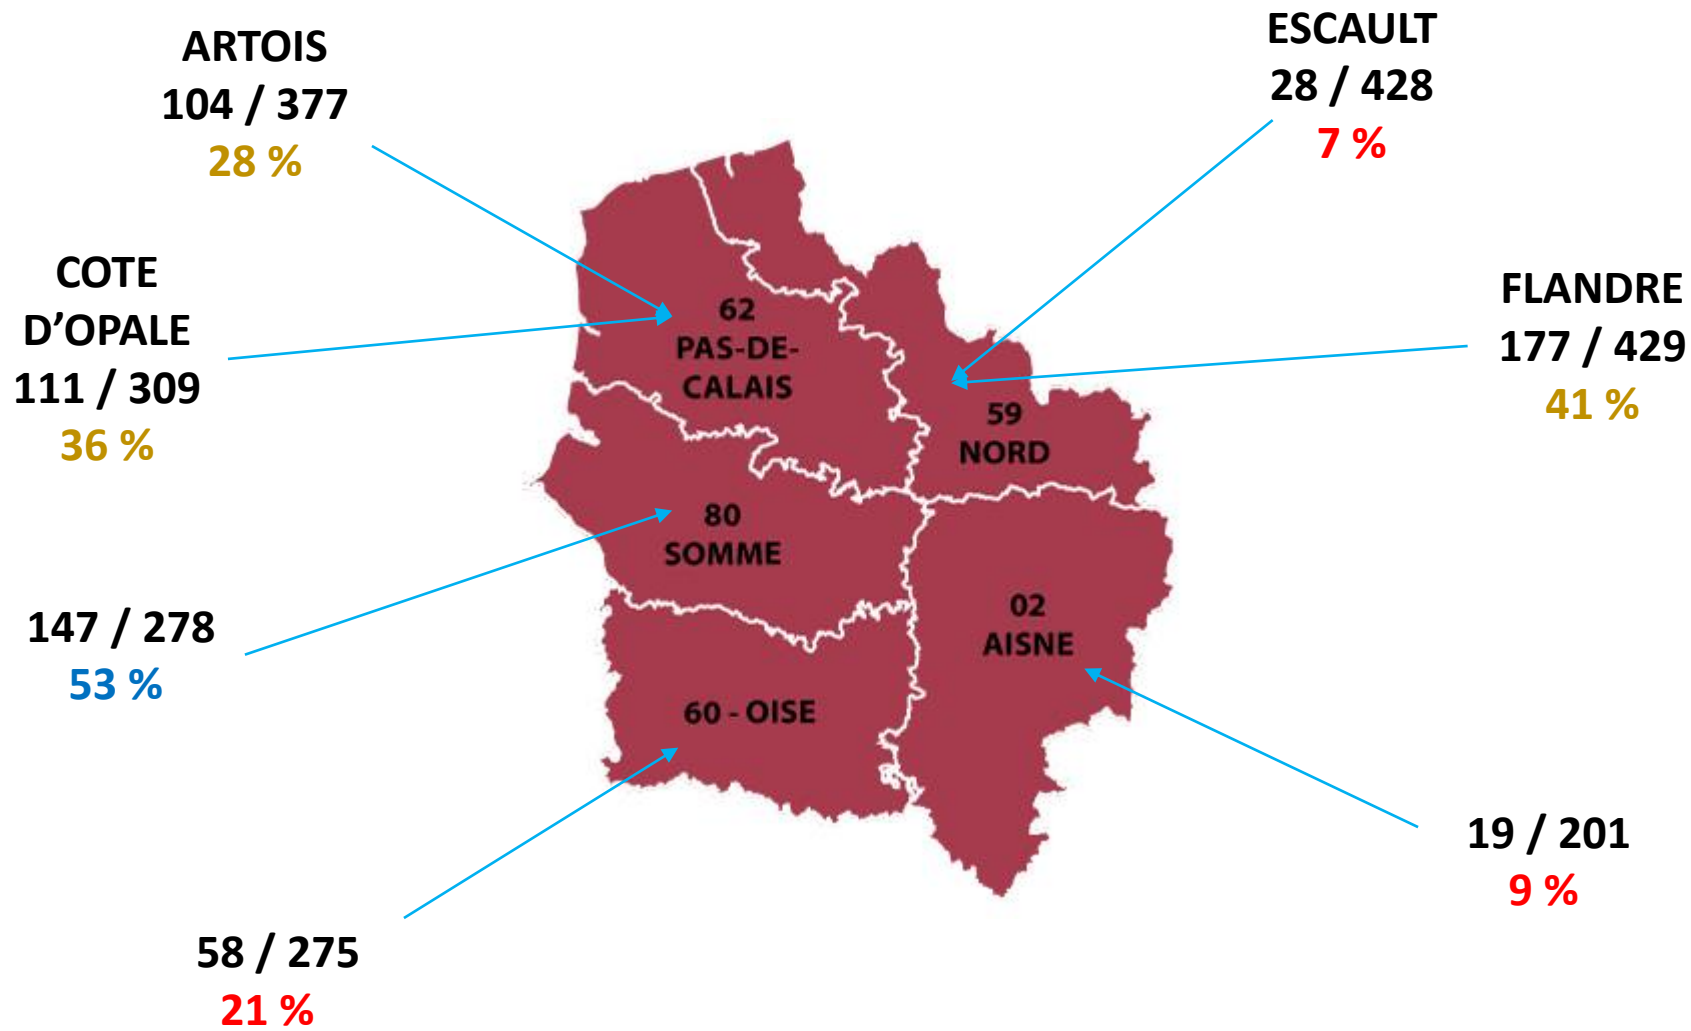 ARTOIS
104 / 377
28 %
ESCAULT
28 / 428
7 %
COTE
D’OPALE
111 / 309
36 %
FLANDRE
177 / 429
41 %
62
PAS-DE-
CALAIS
59
NORD
80
SOMME
02
AISNE
60 - OISE
147 / 278
53 %
19 / 201
9 %
58 / 275
21 %